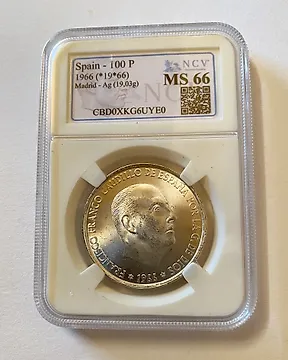 Spain - 100 P
1966 (*19*66)
Madrid - Ag (19,03g)
NCV
MS 66
CBD0XKG6UYE0
FRANCISCO FRANCO CAUDILLO DE ESPAÑA POR LA G. DE DIOS
* 1966 *